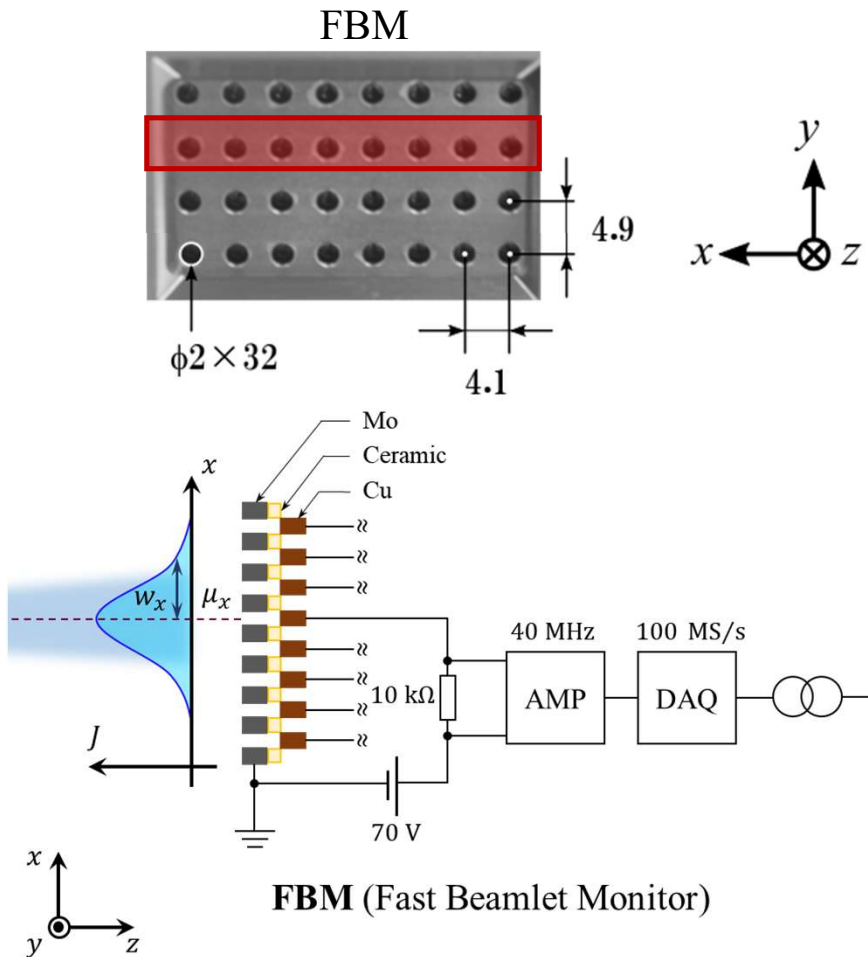 FBM
4.9
4.1
ϕ2×32
y
x
z
Mo
Ceramic
Cu
x
w_x
μ_x
J
10 kΩ
40 MHz
AMP
100 MS/s
DAQ
70 V
x
y
z
FBM (Fast Beamlet Monitor)